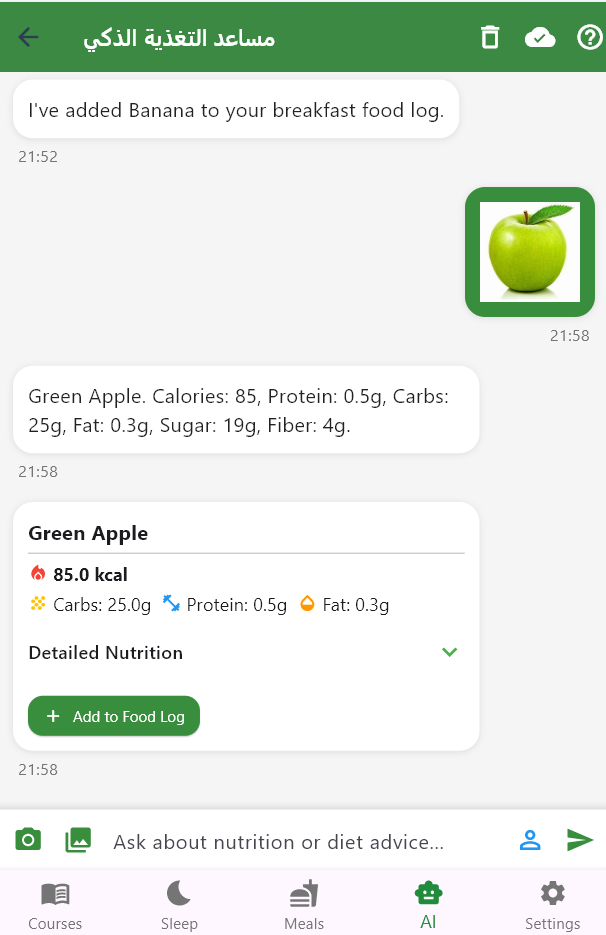 مساعد التغذية الذكي
I've added Banana to your breakfast food log.
21:52
21:58
Green Apple. Calories: 85, Protein: 0.5g, Carbs:
25g, Fat: 0.3g, Sugar: 19g, Fiber: 4g.
21:58
Green Apple
85.0 kcal
Carbs: 25.0g Protein: 0.5g Fat: 0.3g
Detailed Nutrition
+ Add to Food Log
21:58
Ask about nutrition or diet advice...
Courses Sleep Meals AI Settings